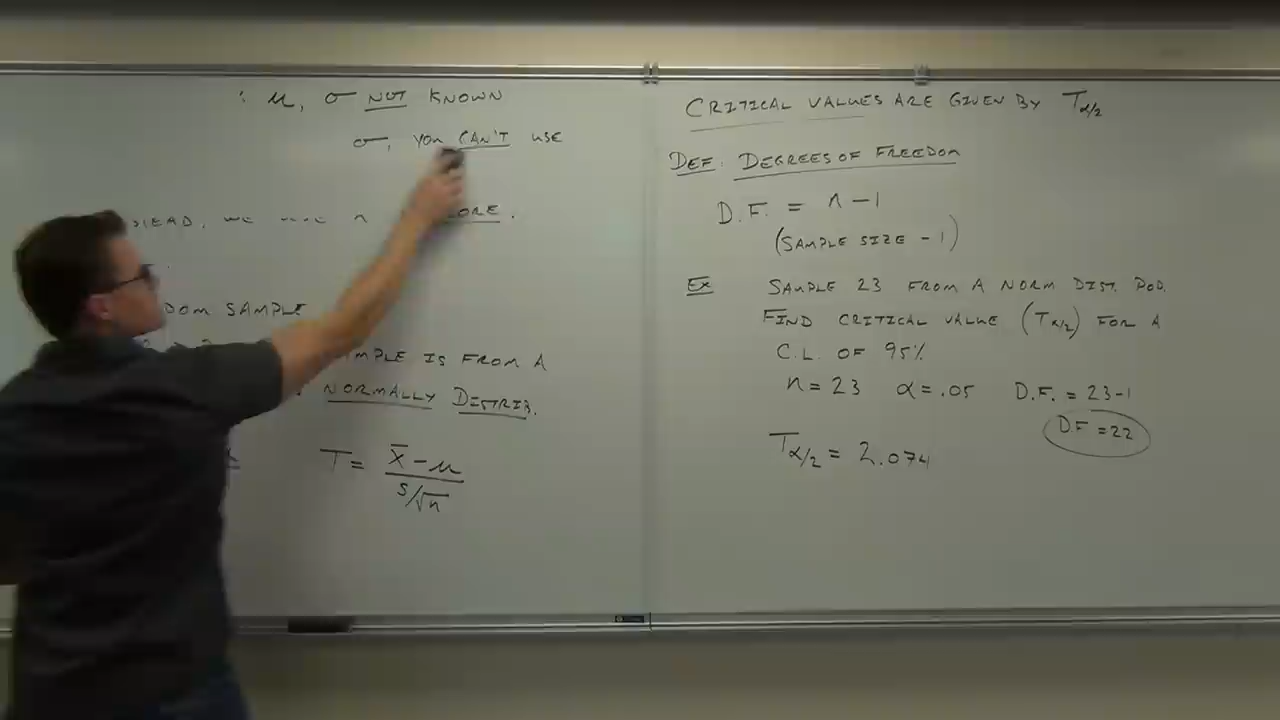 : μ, σ NOT KNOWN
σ, YOU CAN'T USE
, WE
.
DOM SAMPLE
IS FROM A
NORMALLY DISTRIB.
T = x̄ - μ / s/√n
CRITICAL VALUES ARE GIVEN BY Tα/2
DEF: DEGREES OF FREEDOM
D.F. = n - 1
(SAMPLE SIZE - 1)
EX SAMPLE 23 FROM A NORM DIST. POP.
FIND CRITICAL VALUE (Tα/2) FOR A
C.L. OF 95%
n = 23 α = .05 D.F. = 23-1
D.F = 22
Tα/2 = 2.074